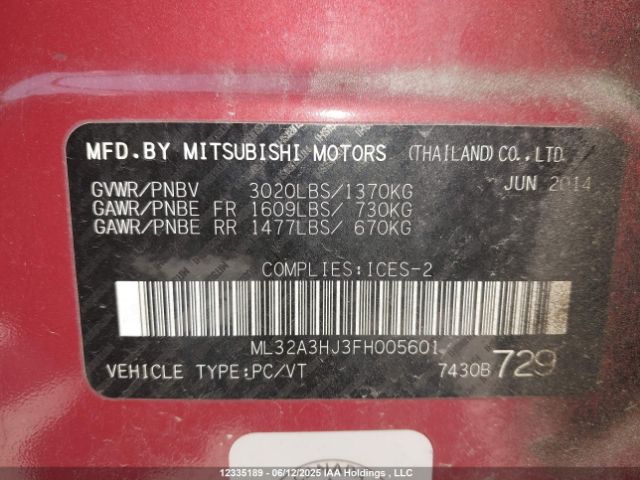 MFD.BY MITSUBISHI MOTORS (THAILAND) CO.,LTD.
JUN 2014
GVWR/PNBV 3020LBS/1370KG
GAWR/PNBE FR 1609LBS/ 730KG
GAWR/PNBE RR 1477LBS/ 670KG
COMPLIES:ICES-2
ML32A3HJ3FH005601
VEHICLE TYPE:PC/VT 7430B 729
12335189 - 06/12/2025 IAA Holdings, LLC